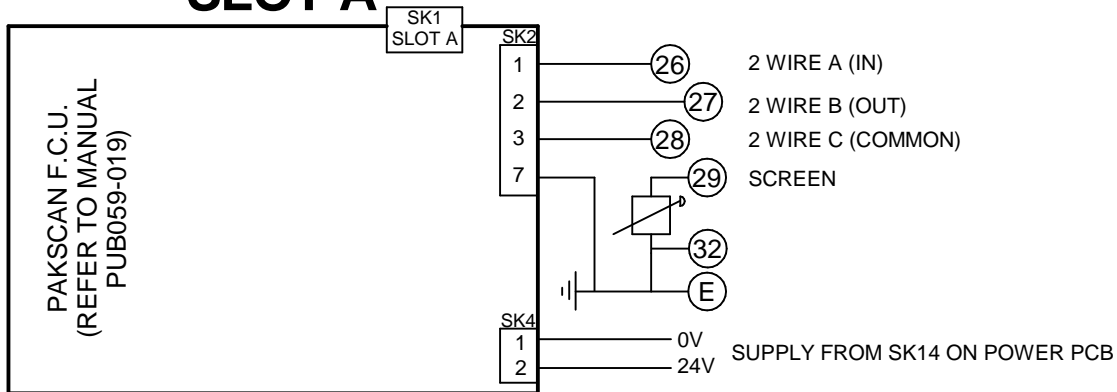 SLOT A
SK1
SLOT A
SK2
1
26
2 WIRE A (IN)
2
27
2 WIRE B (OUT)
3
28
2 WIRE C (COMMON)
7
29
SCREEN
32
E
PAKSCAN F.C.U.
(REFER TO MANUAL
PUB059-019)
SK4
1
0V
2
24V
SUPPLY FROM SK14 ON POWER PCB